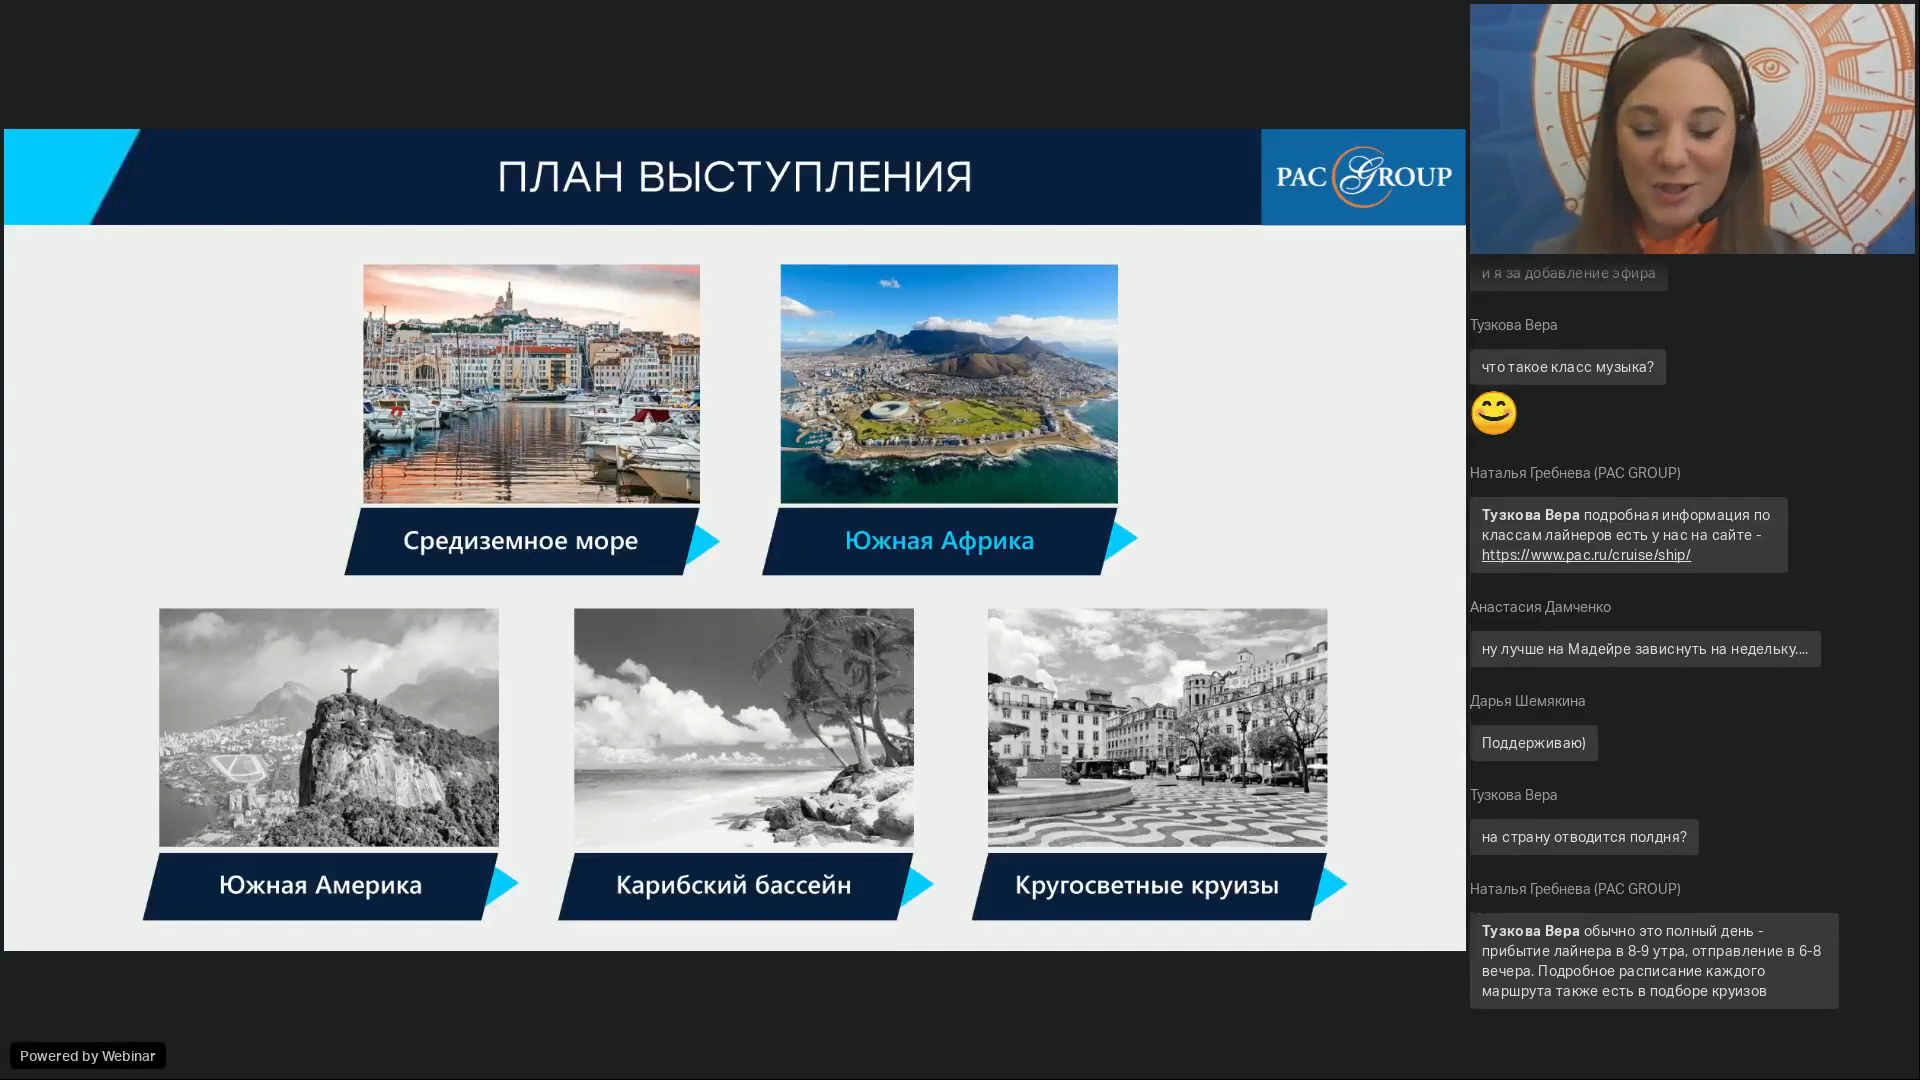 ПЛАН ВЫСТУПЛЕНИЯ
PAC GROUP
Средиземное море
Южная Африка
Южная Америка
Карибский бассейн
Кругосветные круизы
и я за добавление эфира
Тузкова Вера
что такое класс музыка?
Наталья Гребнева (PAC GROUP)
Тузкова Вера подробная информация по
классам лайнеров есть у нас на сайте -
https://www.pac.ru/cruise/ship/
Анастасия Дамченко
ну лучше на Мадейре зависнуть на недельку....
Дарья Шемякина
Поддерживаю)
Тузкова Вера
на страну отводится полдня?
Наталья Гребнева (PAC GROUP)
Тузкова Вера обычно это полный день -
прибытие лайнера в 8-9 утра, отправление в 6-8
вечера. Подробное расписание каждого
маршрута также есть в подборе круизов
Powered by Webinar